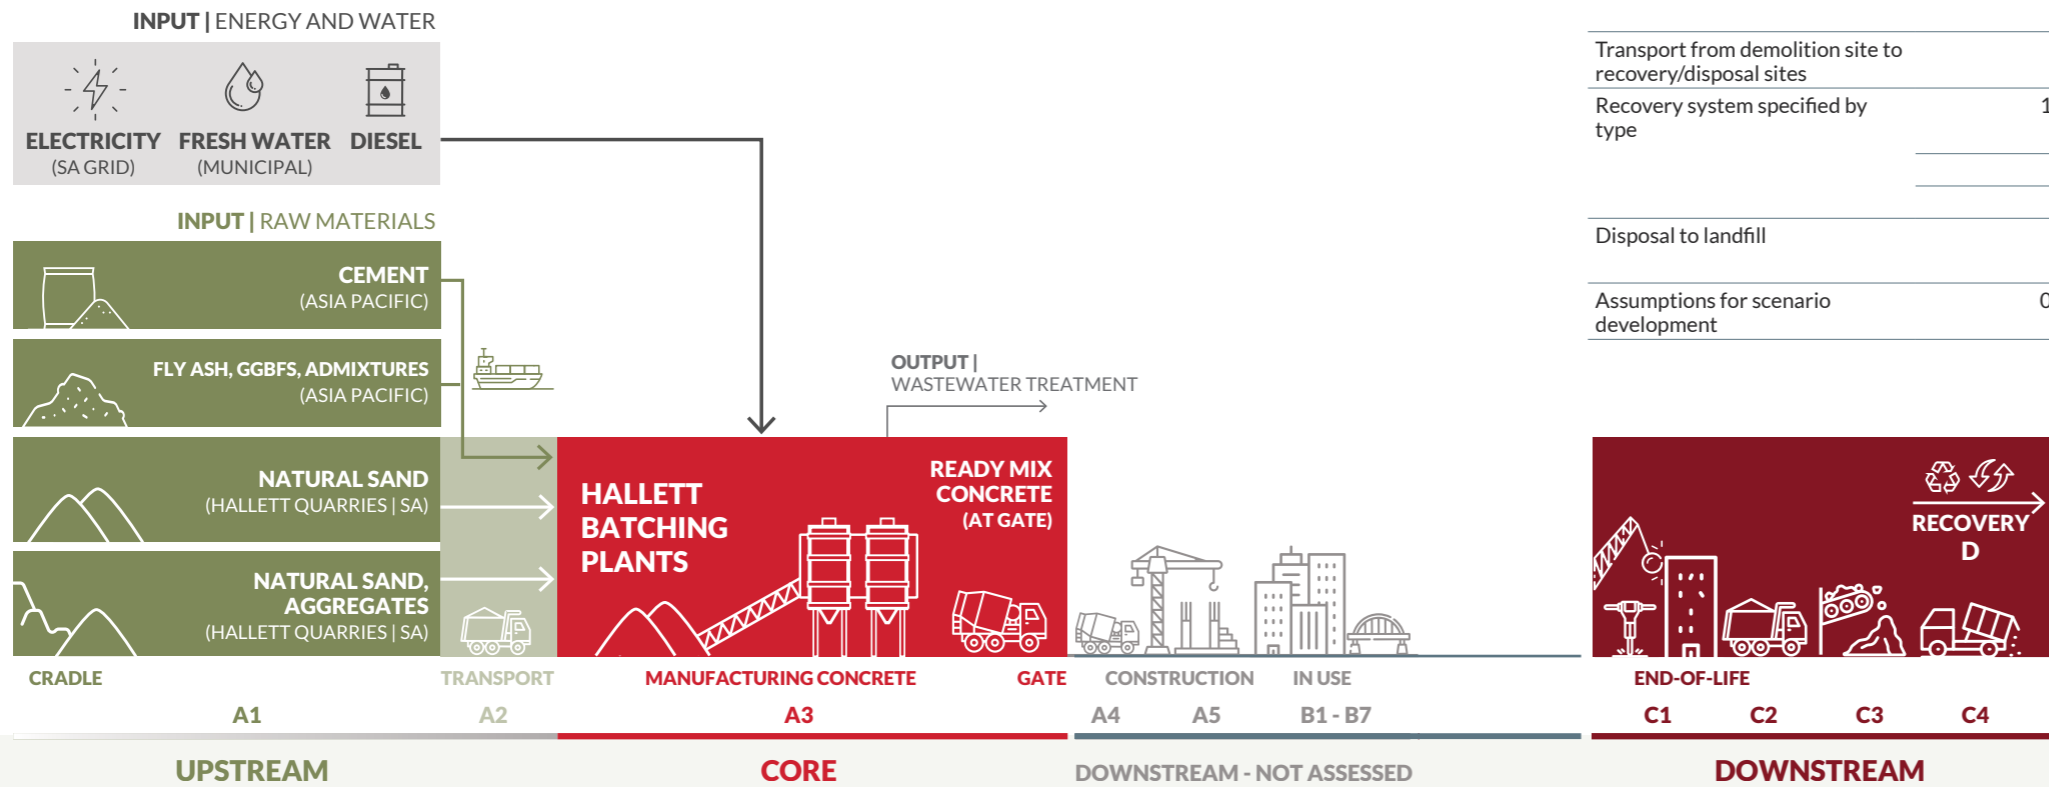 INPUT | ENERGY AND WATER
ELECTRICITY
(SA GRID)
FRESH WATER
(MUNICIPAL)
DIESEL
INPUT | RAW MATERIALS
CEMENT
(ASIA PACIFIC)
FLY ASH, GGBFS, ADMIXTURES
(ASIA PACIFIC)
NATURAL SAND
(HALLETT QUARRIES | SA)
NATURAL SAND,
AGGREGATES
(HALLETT QUARRIES | SA)
OUTPUT |
WASTEWATER TREATMENT
HALLETT
BATCHING
PLANTS
READY MIX
CONCRETE
(AT GATE)
Transport from demolition site to
recovery/disposal sites
Recovery system specified by
type
1
Disposal to landfill
Assumptions for scenario
development
0
RECOVERY
D
CRADLE
TRANSPORT
MANUFACTURING CONCRETE
GATE
CONSTRUCTION
IN USE
END-OF-LIFE
A1
A2
A3
A4
A5
B1 - B7
C1
C2
C3
C4
UPSTREAM
CORE
DOWNSTREAM - NOT ASSESSED
DOWNSTREAM